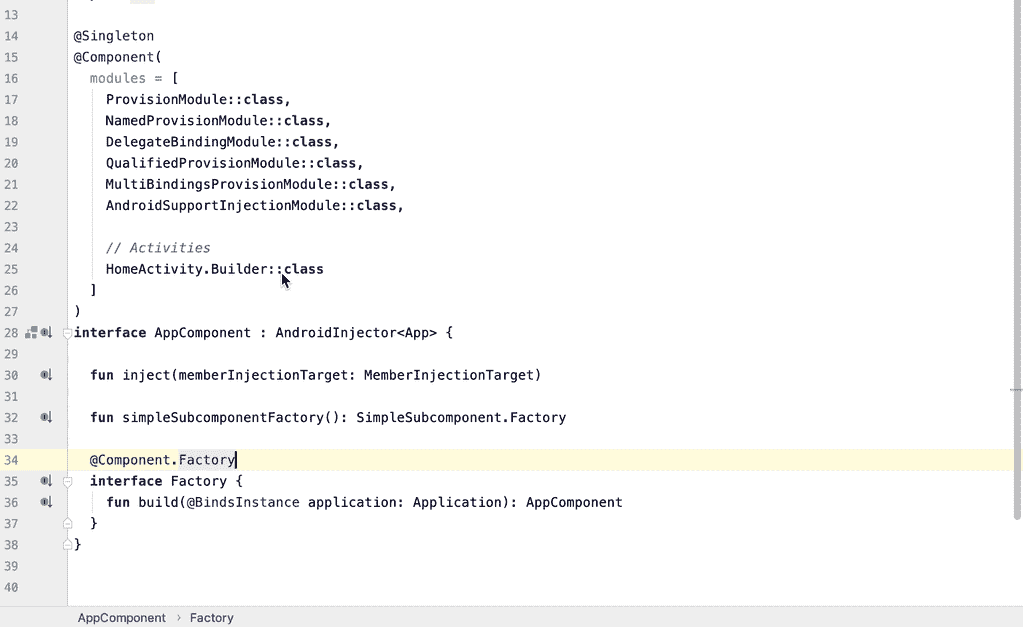 13
14 @Singleton
15 @Component(
16 modules = [
17 ProvisionModule::class,
18 NamedProvisionModule::class,
19 DelegateBindingModule::class,
20 QualifiedProvisionModule::class,
21 MultiBindingsProvisionModule::class,
22 AndroidSupportInjectionModule::class,
23
24 // Activities
25 HomeActivity.Builder::class
26 ]
27 )
28 interface AppComponent : AndroidInjector<App> {
29
30 fun inject(memberInjectionTarget: MemberInjectionTarget)
31
32 fun simpleSubcomponentFactory(): SimpleSubcomponent.Factory
33
34 @Component.Factory
35 interface Factory {
36 fun build(@BindsInstance application: Application): AppComponent
37 }
38 }
39
40
AppComponent › Factory